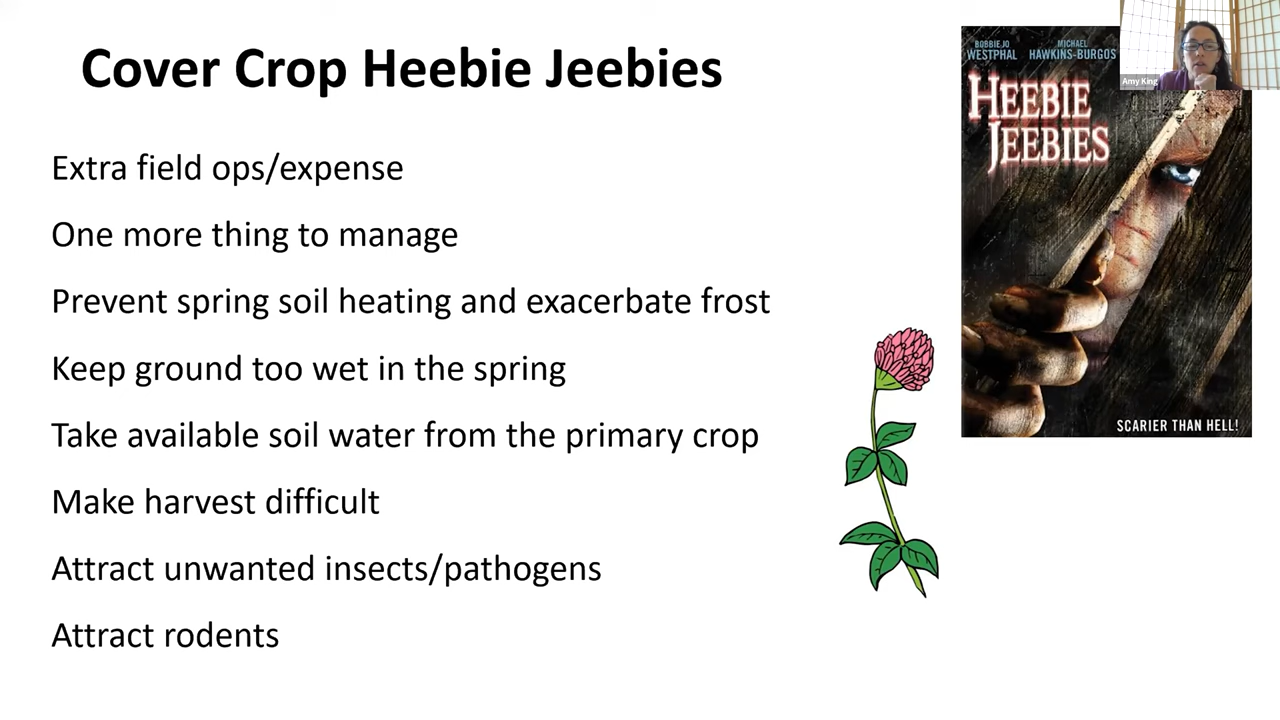 Cover Crop Heebie Jeebies
Extra field ops/expense
One more thing to manage
Prevent spring soil heating and exacerbate frost
Keep ground too wet in the spring
Take available soil water from the primary crop
Make harvest difficult
Attract unwanted insects/pathogens
Attract rodents
BOBBIE JO
WESTPHAL
MICHAEL
HAWKINS-BURGOS
HEEBIE
JEEBIES
SCARIER THAN HELL!
Amy King